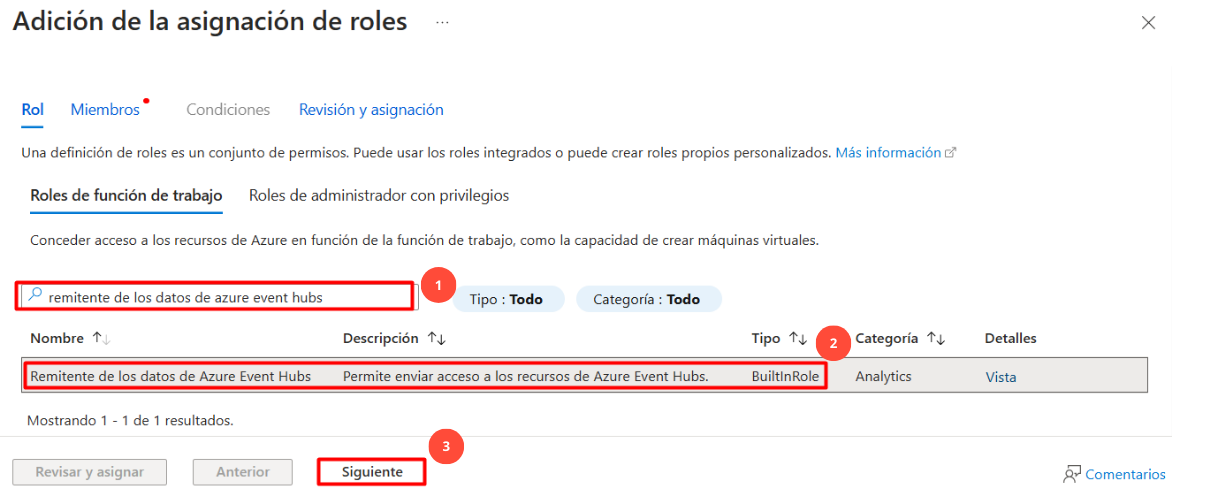 Adición de la asignación de roles ...
Rol Miembros Condiciones Revisión y asignación
Una definición de roles es un conjunto de permisos. Puede usar los roles integrados o puede crear roles propios personalizados. Más información
Roles de función de trabajo Roles de administrador con privilegios
Conceder acceso a los recursos de Azure en función de la función de trabajo, como la capacidad de crear máquinas virtuales.
remitente de los datos de azure event hubs 1 Tipo : Todo Categoría : Todo
Nombre ↑↓ Descripción ↑↓ Tipo ↑↓ 2 Categoría ↑↓ Detalles
Remitente de los datos de Azure Event Hubs Permite enviar acceso a los recursos de Azure Event Hubs. BuiltInRole Analytics Vista
Mostrando 1 - 1 de 1 resultados.
3
Revisar y asignar Anterior Siguiente Comentarios